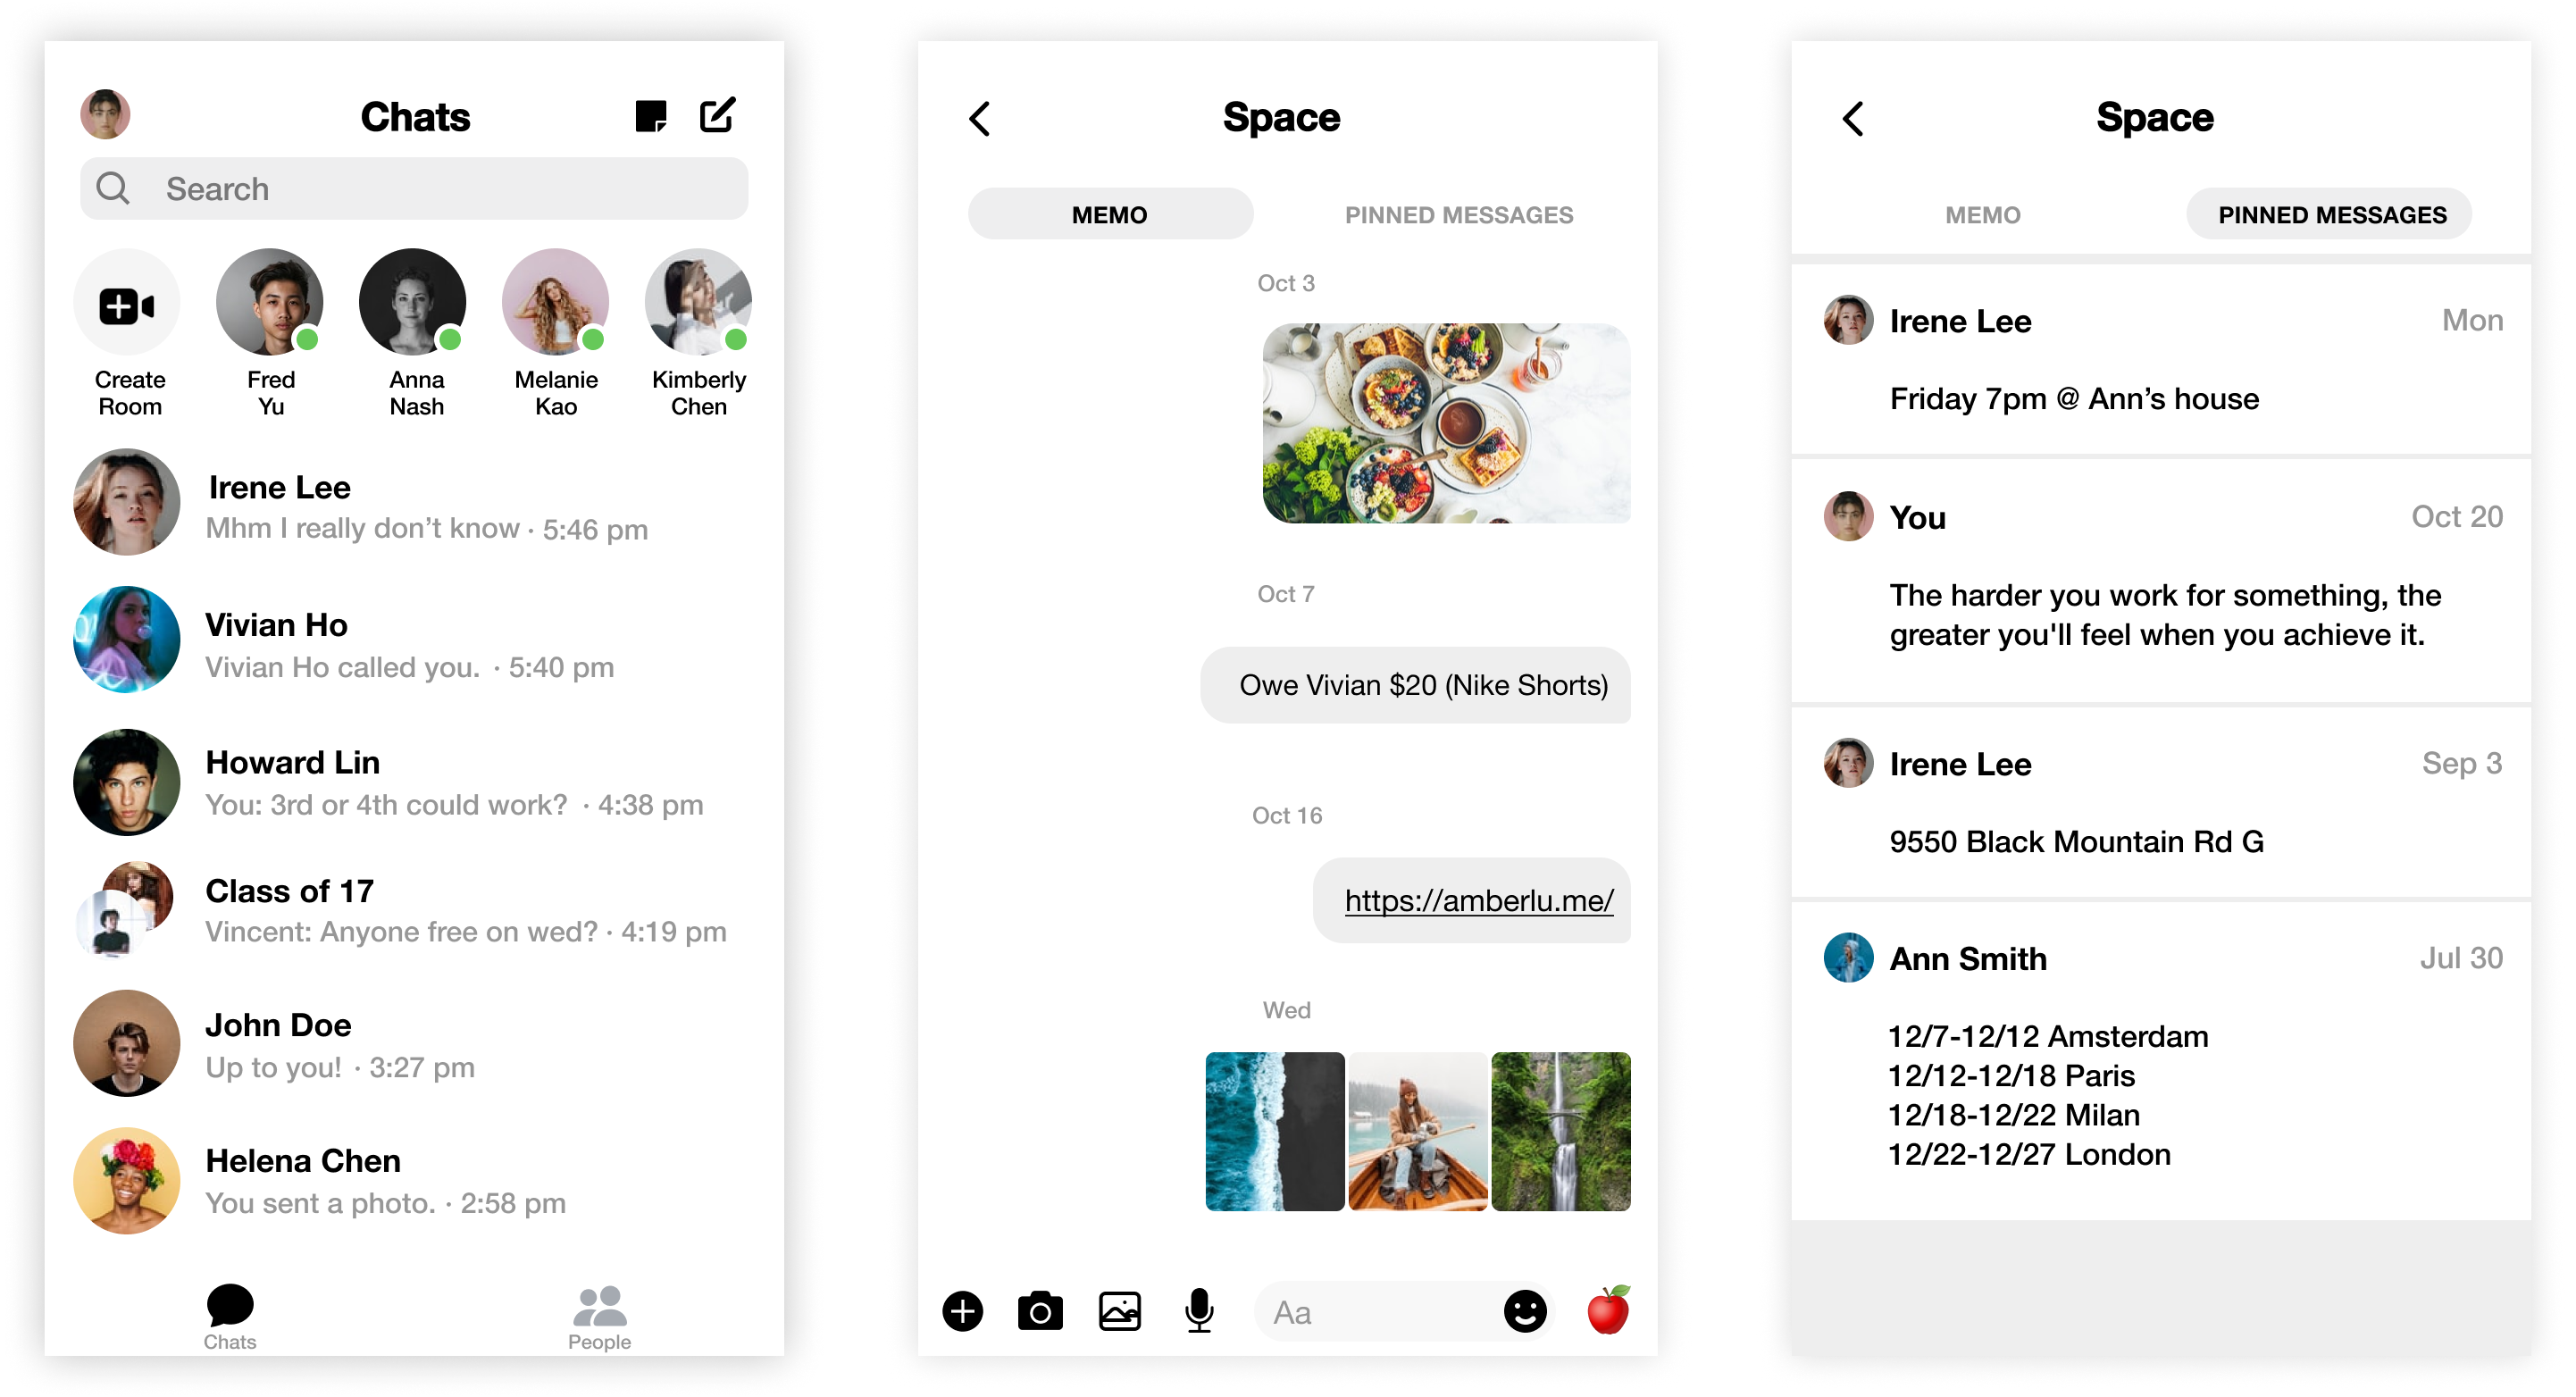 Chats
Search
Create
Room
Fred
Yu
Anna
Nash
Melanie
Kao
Kimberly
Chen
Irene Lee
Mhm I really don’t know · 5:46 pm
Vivian Ho
Vivian Ho called you. · 5:40 pm
Howard Lin
You: 3rd or 4th could work? · 4:38 pm
Class of 17
Vincent: Anyone free on wed? · 4:19 pm
John Doe
Up to you! · 3:27 pm
Helena Chen
You sent a photo. · 2:58 pm
Chats
People
Space
MEMO
PINNED MESSAGES
Oct 3
Oct 7
Owe Vivian $20 (Nike Shorts)
Oct 16
https://amberlu.me/
Wed
Aa
Space
MEMO
PINNED MESSAGES
Irene Lee
Mon
Friday 7pm @ Ann’s house
You
Oct 20
The harder you work for something, the
greater you'll feel when you achieve it.
Irene Lee
Sep 3
9550 Black Mountain Rd G
Ann Smith
Jul 30
12/7-12/12 Amsterdam
12/12-12/18 Paris
12/18-12/22 Milan
12/22-12/27 London